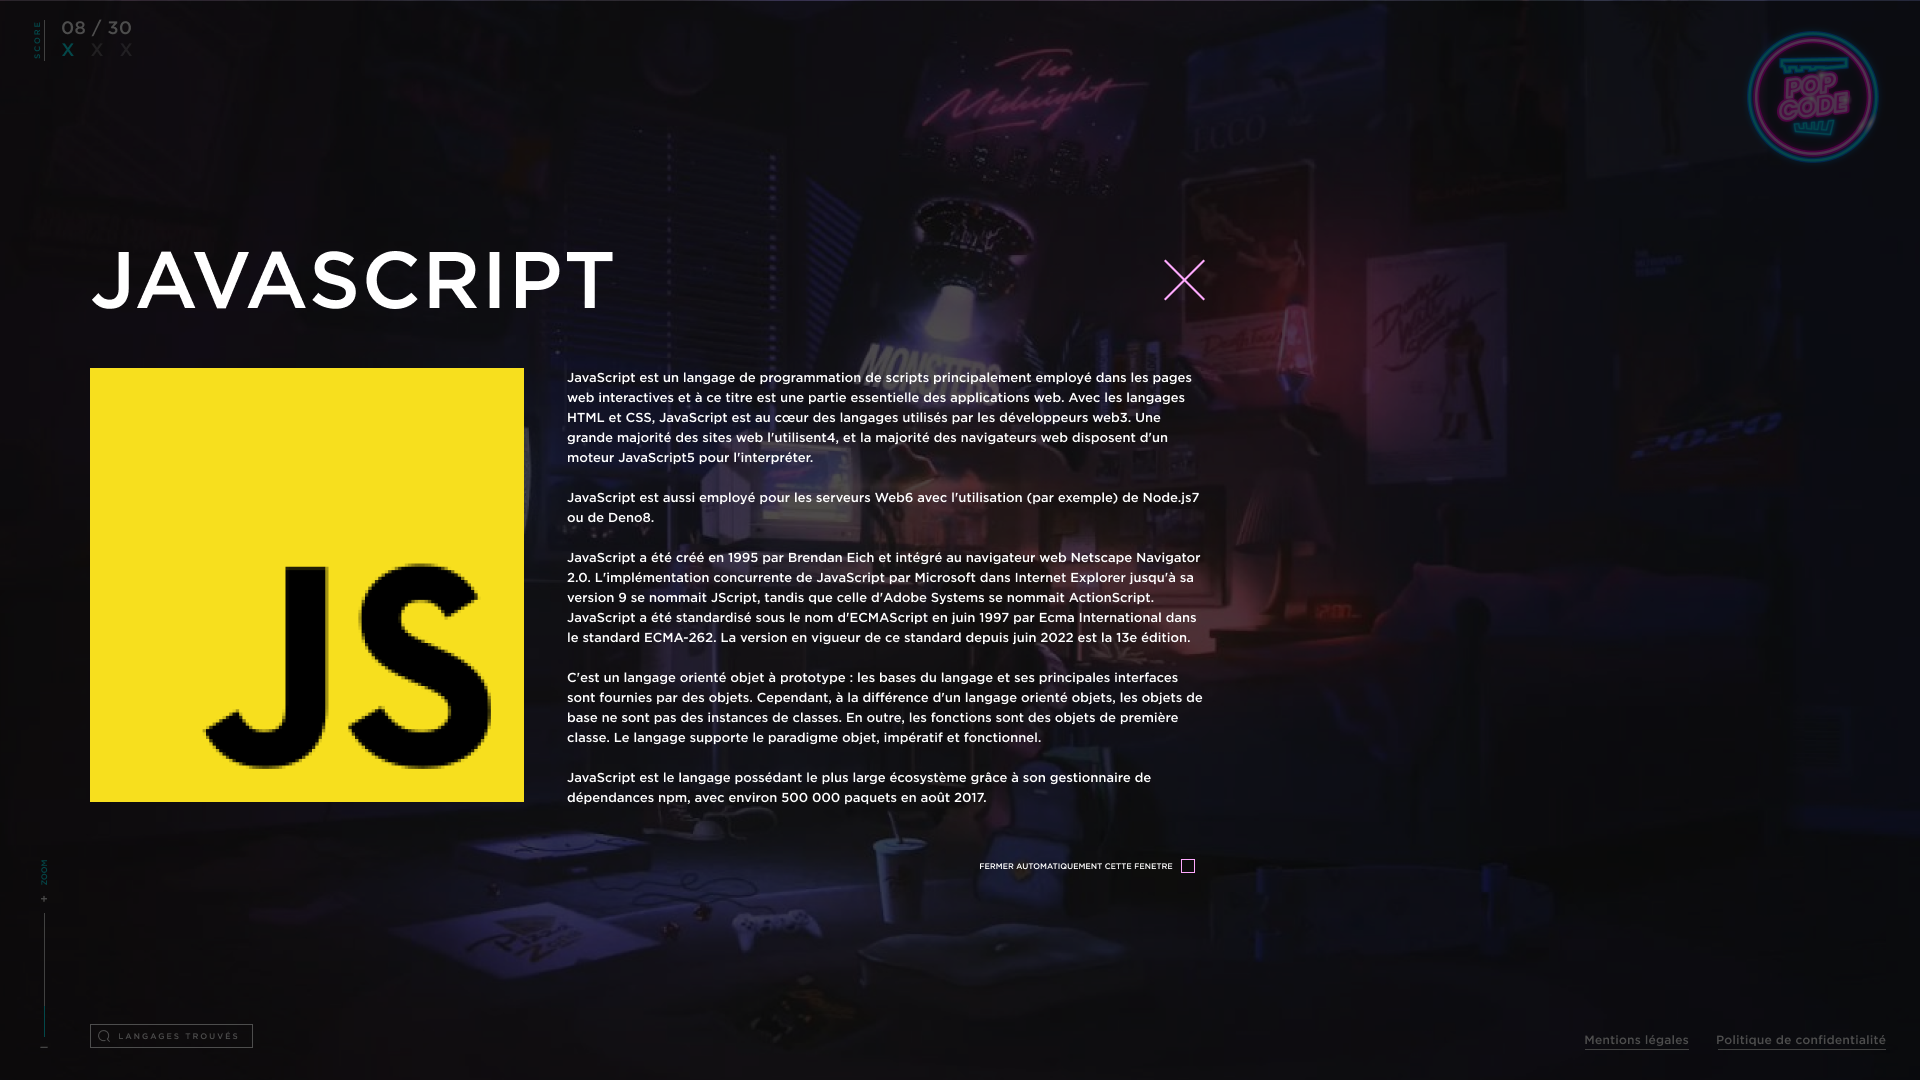 SCORE
08 / 30
X X X
The
Midnight
ECCO
POP
CODE
JAVASCRIPT
MONSTERS
2020
JS
JavaScript est un langage de programmation de scripts principalement employé dans les pages
web interactives et à ce titre est une partie essentielle des applications web. Avec les langages
HTML et CSS, JavaScript est au cœur des langages utilisés par les développeurs web3. Une
grande majorité des sites web l'utilisent4, et la majorité des navigateurs web disposent d'un
moteur JavaScript5 pour l'interpréter.
JavaScript est aussi employé pour les serveurs Web6 avec l'utilisation (par exemple) de Node.js7
ou de Deno8.
JavaScript a été créé en 1995 par Brendan Eich et intégré au navigateur web Netscape Navigator
2.0. L'implémentation concurrente de JavaScript par Microsoft dans Internet Explorer jusqu'à sa
version 9 se nommait JScript, tandis que celle d'Adobe Systems se nommait ActionScript.
JavaScript a été standardisé sous le nom d'ECMAScript en juin 1997 par Ecma International dans
le standard ECMA-262. La version en vigueur de ce standard depuis juin 2022 est la 13e édition.
C'est un langage orienté objet à prototype : les bases du langage et ses principales interfaces
sont fournies par des objets. Cependant, à la différence d'un langage orienté objets, les objets de
base ne sont pas des instances de classes. En outre, les fonctions sont des objets de première
classe. Le langage supporte le paradigme objet, impératif et fonctionnel.
JavaScript est le langage possédant le plus large écosystème grâce à son gestionnaire de
dépendances npm, avec environ 500 000 paquets en août 2017.
FERMER AUTOMATIQUEMENT CETTE FENETRE
ZOOM
+
LANGAGES TROUVÉS
Mentions légales
Politique de confidentialité